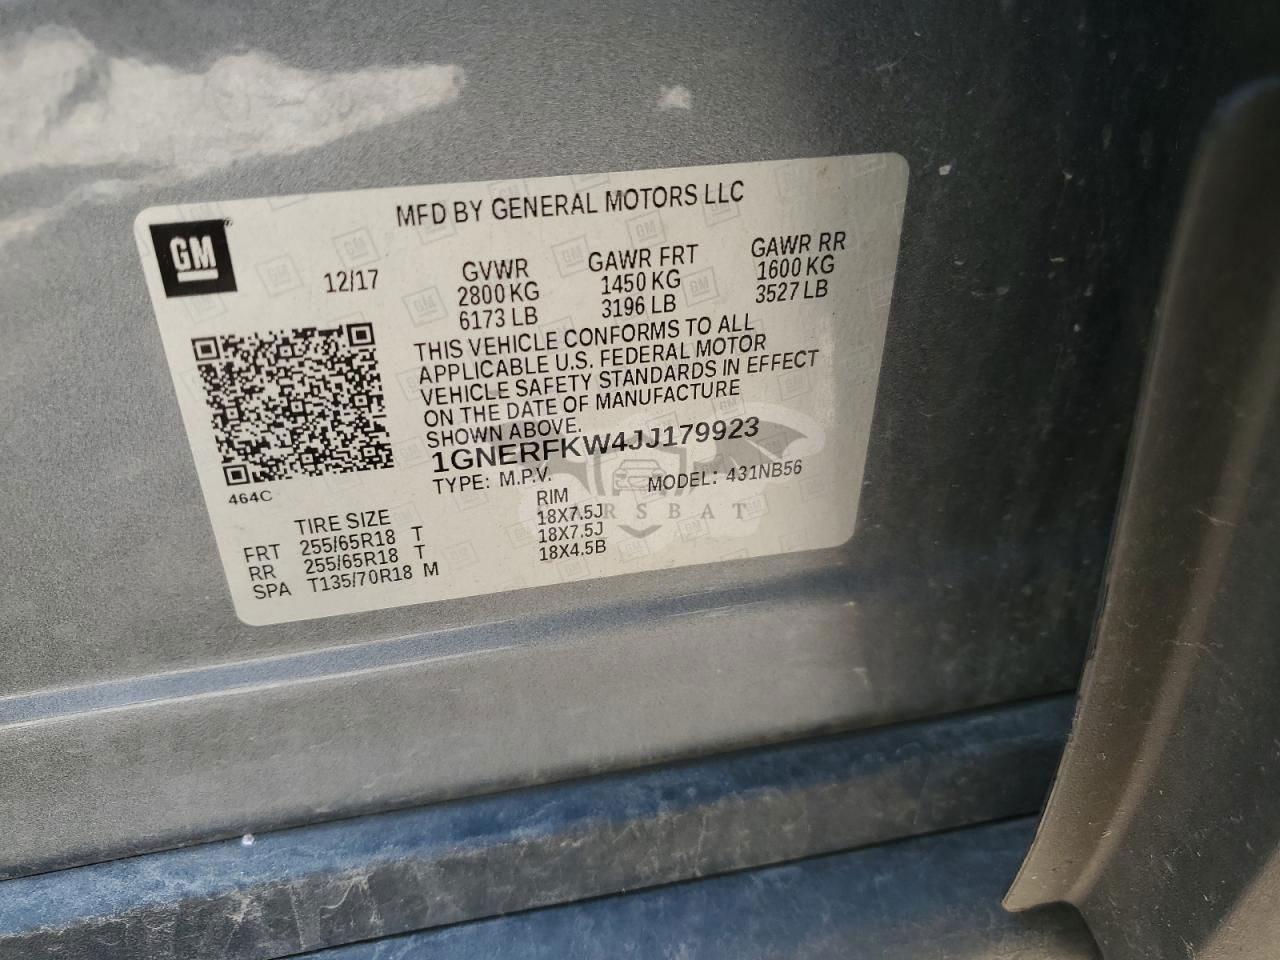 MFD BY GENERAL MOTORS LLC
GM
12/17
GVWR
2800 KG
6173 LB
GAWR FRT
1450 KG
3196 LB
GAWR RR
1600 KG
3527 LB
THIS VEHICLE CONFORMS TO ALL
APPLICABLE U.S. FEDERAL MOTOR
VEHICLE SAFETY STANDARDS IN EFFECT
ON THE DATE OF MANUFACTURE
SHOWN ABOVE.
1GNERFKW4JJ179923
TYPE: M.P.V. MODEL: 431NB56
464C
TIRE SIZE RIM
FRT 255/65R18 T 18X7.5J
RR 255/65R18 T 18X7.5J
SPA T135/70R18 M 18X4.5B